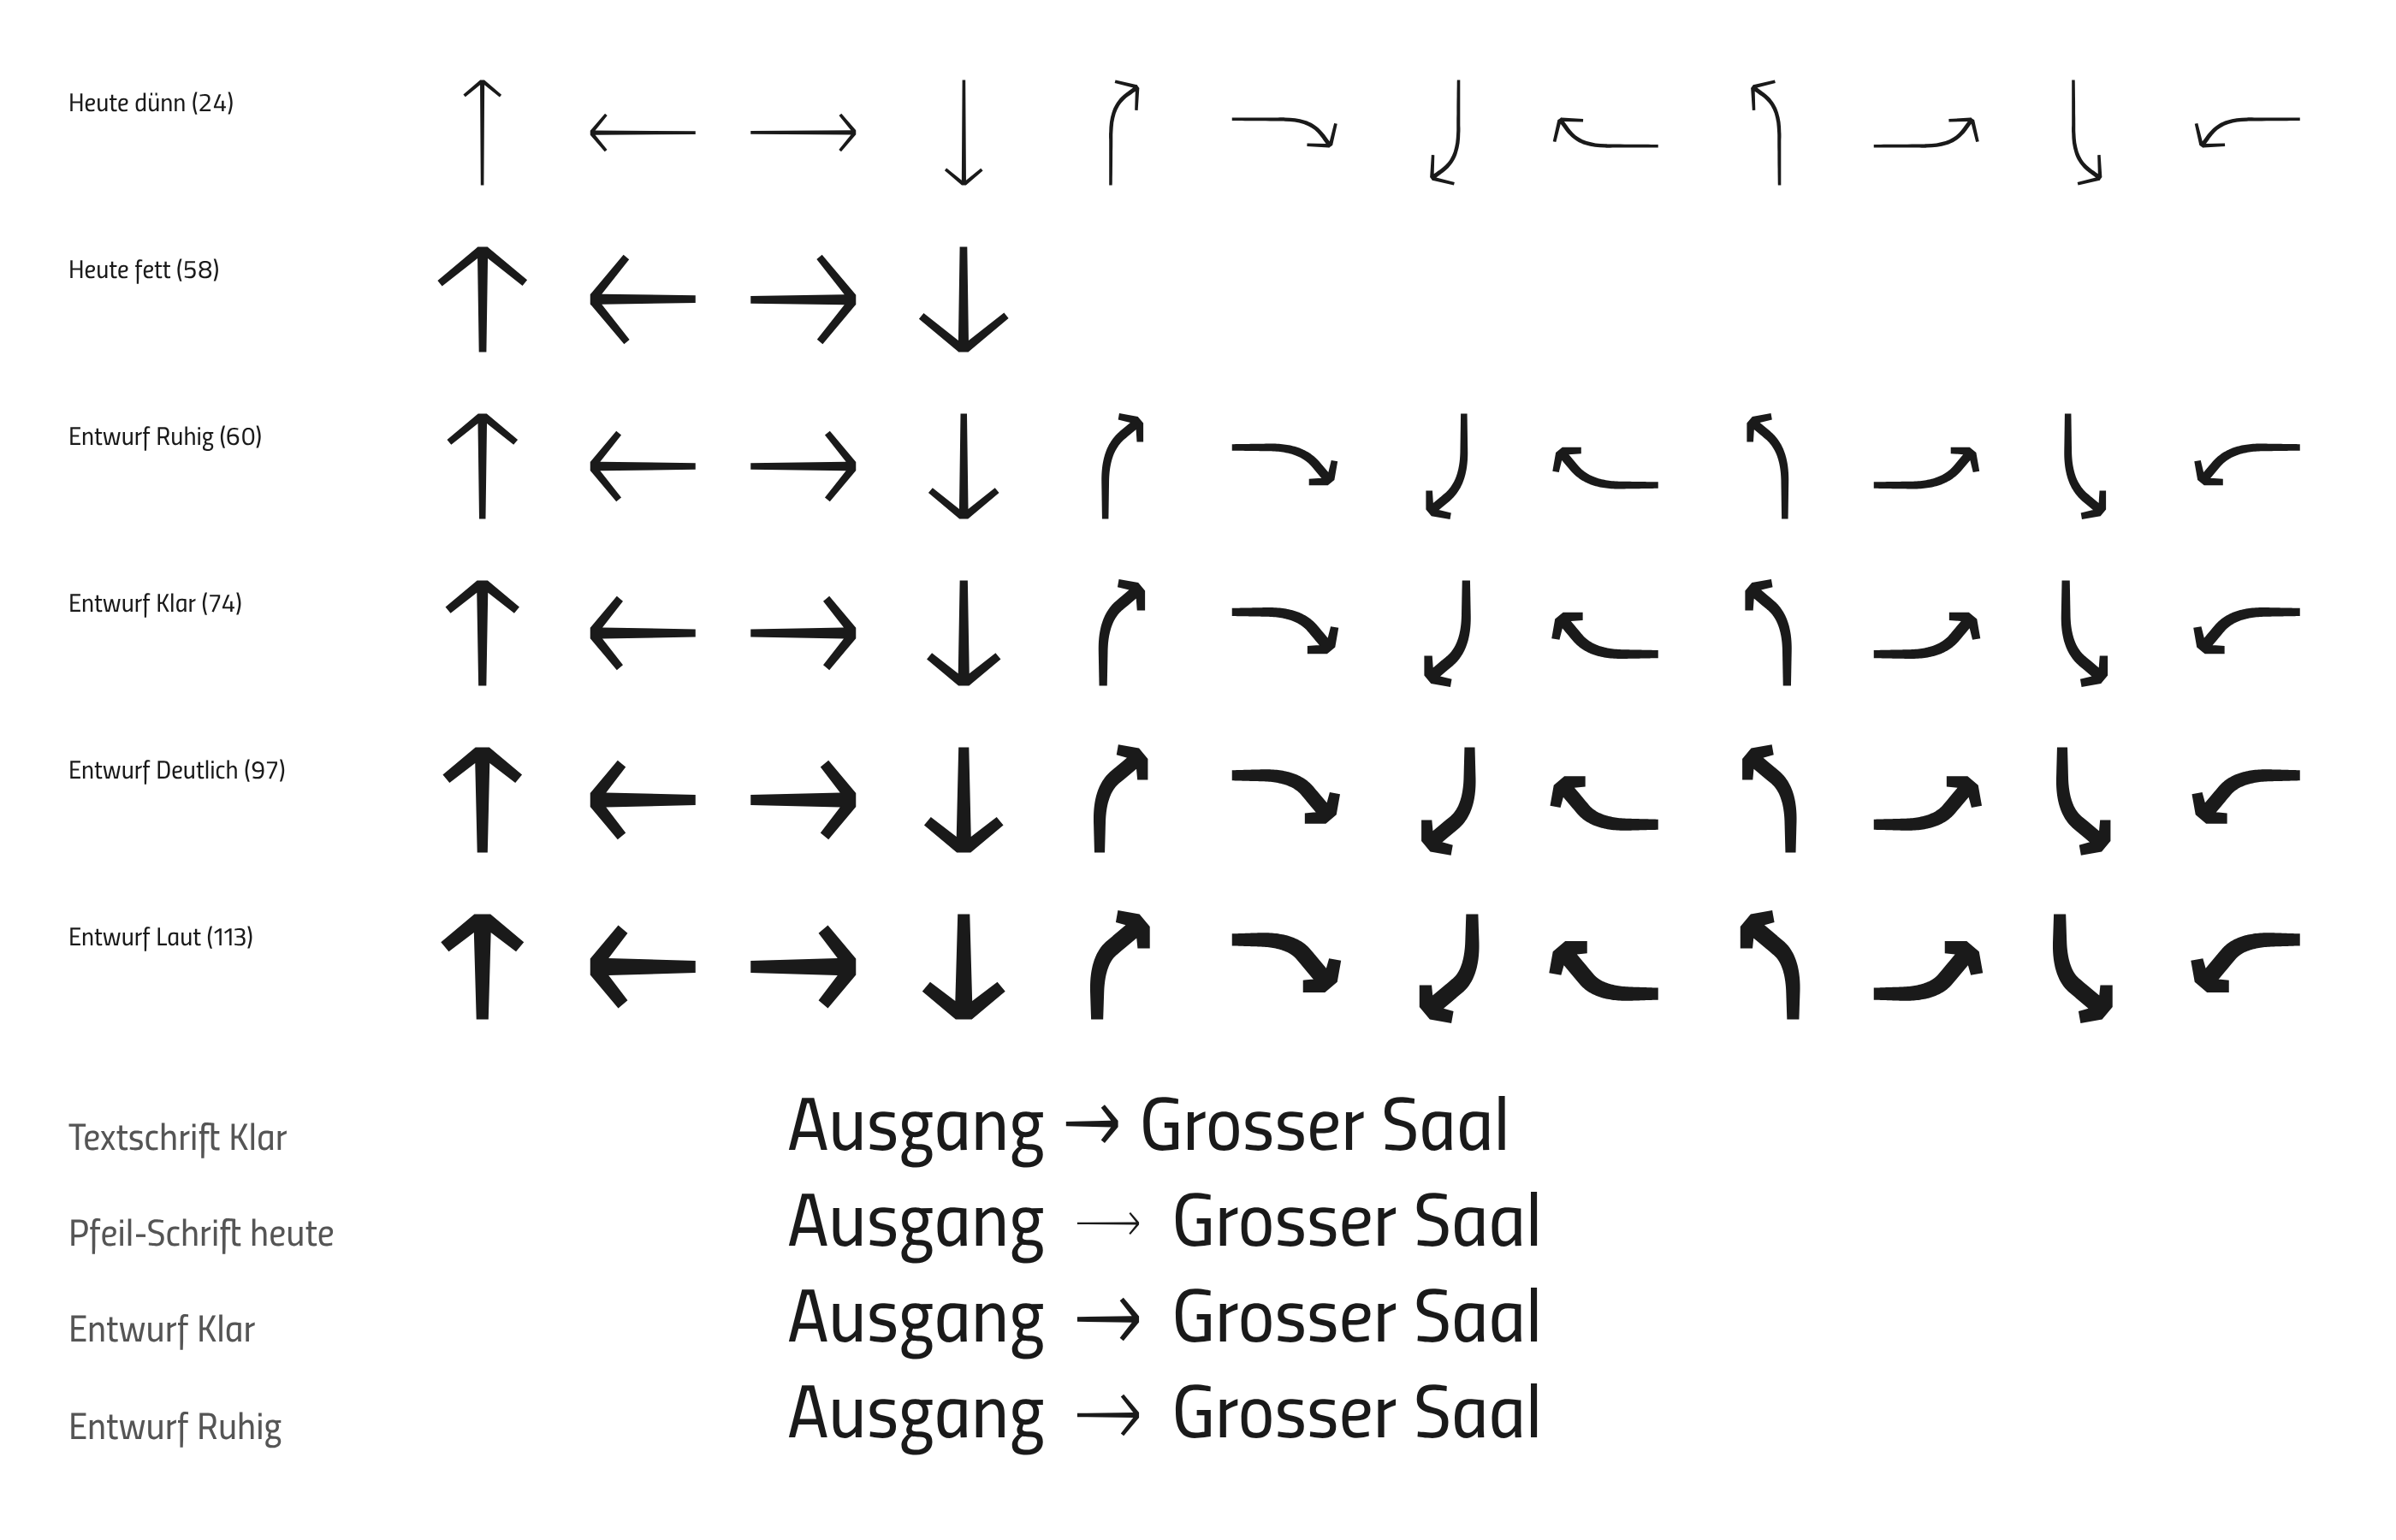 Heute dünn (24) ↑ ← → ↓
Heute fett (58) ↑ ← → ↓
Entwurf Ruhig (60) ↑ ← → ↓
Entwurf Klar (74) ↑ ← → ↓
Entwurf Deutlich (97) ↑ ← → ↓
Entwurf Laut (113) ↑ ← → ↓
Textschrift Klar Ausgang → Grosser Saal
Pfeil-Schrift heute Ausgang → Grosser Saal
Entwurf Klar Ausgang → Grosser Saal
Entwurf Ruhig Ausgang → Grosser Saal